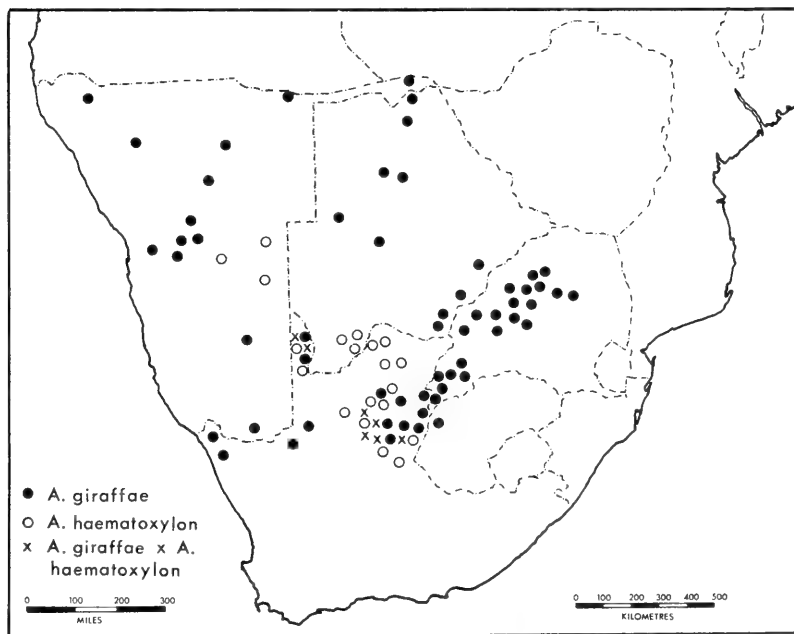 A. giraffae
A. haematoxylon
x A. giraffae x A.
haematoxylon
0 100 200 300
MILES
0 100 200 300 400 500
KILOMETRES